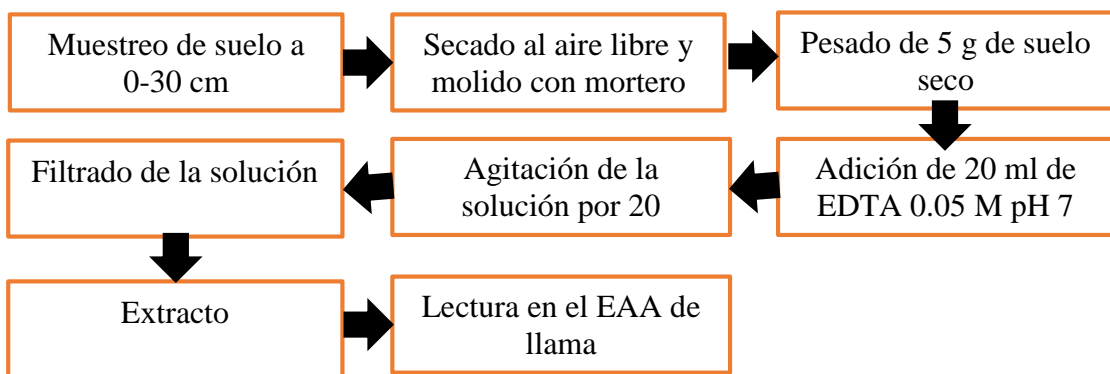 Muestreo de suelo a
0-30 cm
Secado al aire libre y
molido con mortero
Pesado de 5 g de suelo
seco
Adición de 20 ml de
EDTA 0.05 M pH 7
Agitación de la
solución por 20
Filtrado de la solución
Extracto
Lectura en el EAA de
llama